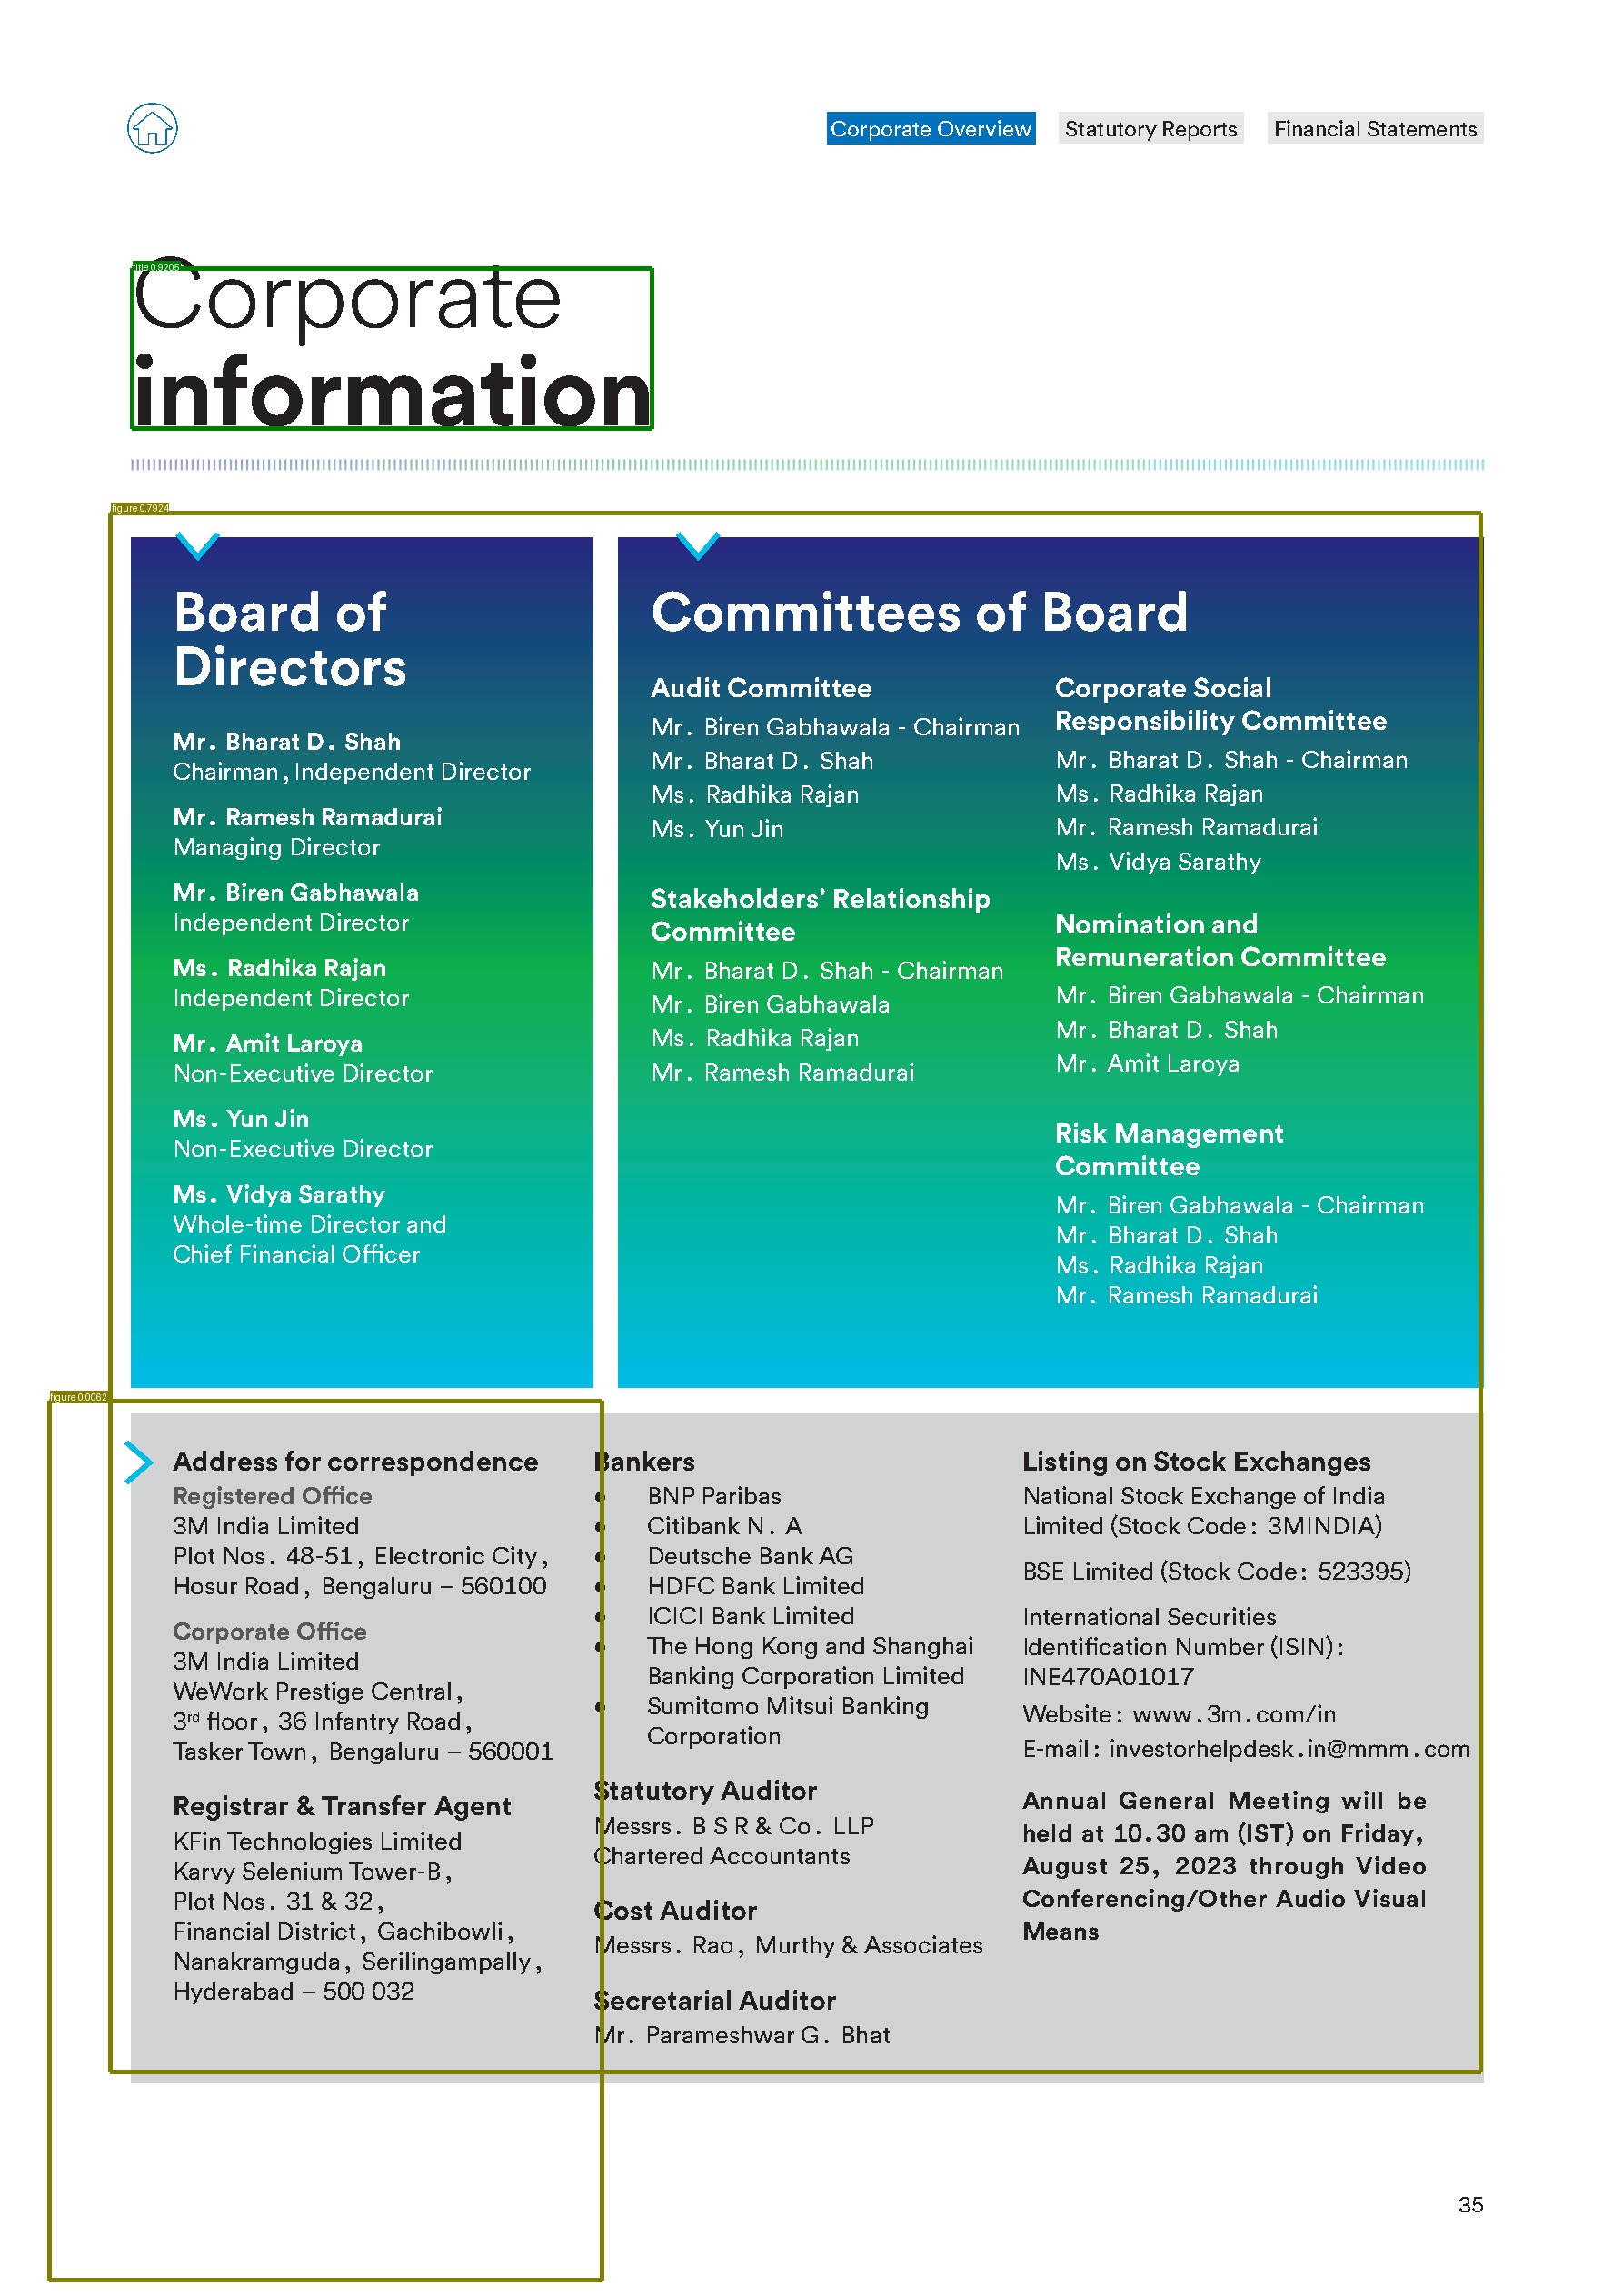 Corporate Overview
Statutory Reports
Financial Statements
title 0.9205
Corporate
information
figure 0.7924
Board of
Directors
Mr. Bharat D. Shah
Chairman, Independent Director
Mr. Ramesh Ramadurai
Managing Director
Mr. Biren Gabhawala
Independent Director
Ms. Radhika Rajan
Independent Director
Mr. Amit Laroya
Non-Executive Director
Ms. Yun Jin
Non-Executive Director
Ms. Vidya Sarathy
Whole-time Director and
Chief Financial Officer
Committees of Board
Audit Committee
Mr. Biren Gabhawala - Chairman
Mr. Bharat D. Shah
Ms. Radhika Rajan
Ms. Yun Jin
Stakeholders’ Relationship
Committee
Mr. Bharat D. Shah - Chairman
Mr. Biren Gabhawala
Ms. Radhika Rajan
Mr. Ramesh Ramadurai
Corporate Social
Responsibility Committee
Mr. Bharat D. Shah - Chairman
Ms. Radhika Rajan
Mr. Ramesh Ramadurai
Ms. Vidya Sarathy
Nomination and
Remuneration Committee
Mr. Biren Gabhawala - Chairman
Mr. Bharat D. Shah
Mr. Amit Laroya
Risk Management
Committee
Mr. Biren Gabhawala - Chairman
Mr. Bharat D. Shah
Ms. Radhika Rajan
Mr. Ramesh Ramadurai
figure 0.0062
Address for correspondence
Registered Office
3M India Limited
Plot Nos. 48-51, Electronic City,
Hosur Road, Bengaluru – 560100
Corporate Office
3M India Limited
WeWork Prestige Central,
3rd floor, 36 Infantry Road,
Tasker Town, Bengaluru – 560001
Registrar & Transfer Agent
KFin Technologies Limited
Karvy Selenium Tower-B,
Plot Nos. 31 & 32,
Financial District, Gachibowli,
Nanakramguda, Serilingampally,
Hyderabad – 500 032
Bankers
• BNP Paribas
• Citibank N. A
• Deutsche Bank AG
• HDFC Bank Limited
• ICICI Bank Limited
• The Hong Kong and Shanghai
Banking Corporation Limited
• Sumitomo Mitsui Banking
Corporation
Statutory Auditor
Messrs. B S R & Co. LLP
Chartered Accountants
Cost Auditor
Messrs. Rao, Murthy & Associates
Secretarial Auditor
Mr. Parameshwar G. Bhat
Listing on Stock Exchanges
National Stock Exchange of India
Limited (Stock Code: 3MINDIA)
BSE Limited (Stock Code: 523395)
International Securities
Identification Number (ISIN):
INE470A01017
Website: www.3m.com/in
E-mail: investorhelpdesk.in@mmm.com
Annual General Meeting will be
held at 10.30 am (IST) on Friday,
August 25, 2023 through Video
Conferencing/Other Audio Visual
Means
35